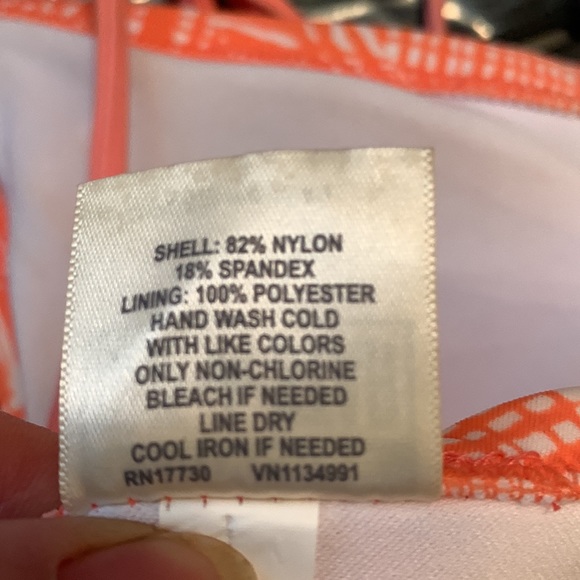 SHELL: 82% NYLON
18% SPANDEX
LINING: 100% POLYESTER
HAND WASH COLD
WITH LIKE COLORS
ONLY NON-CHLORINE
BLEACH IF NEEDED
LINE DRY
COOL IRON IF NEEDED
RN17730 VN1134991